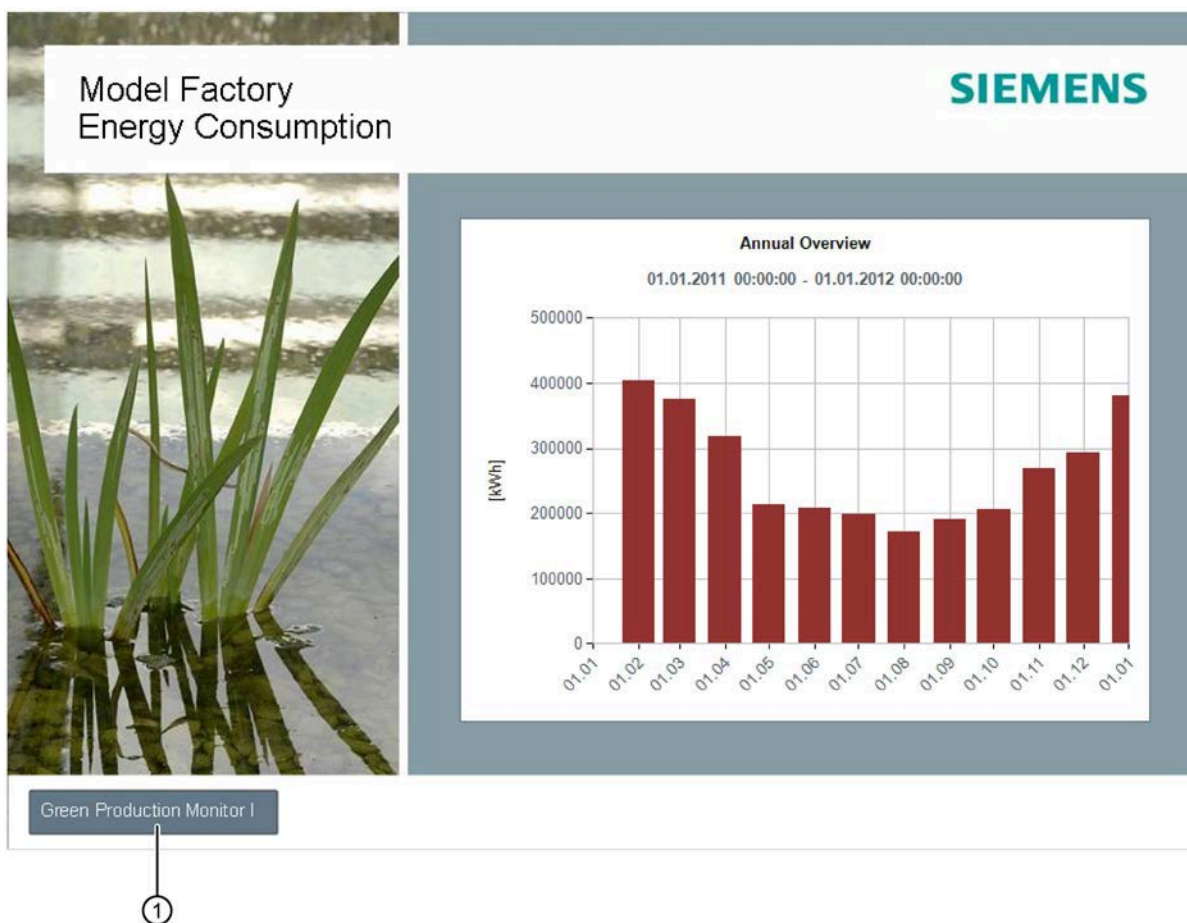 Model Factory
Energy Consumption
SIEMENS
Annual Overview
01.01.2011 00:00:00 - 01.01.2012 00:00:00
500000
400000
300000
200000
100000
0
[kWh]
01.01
01.02
01.03
01.04
01.05
01.06
01.07
01.08
01.09
01.10
01.11
01.12
01.01
Green Production Monitor I
1